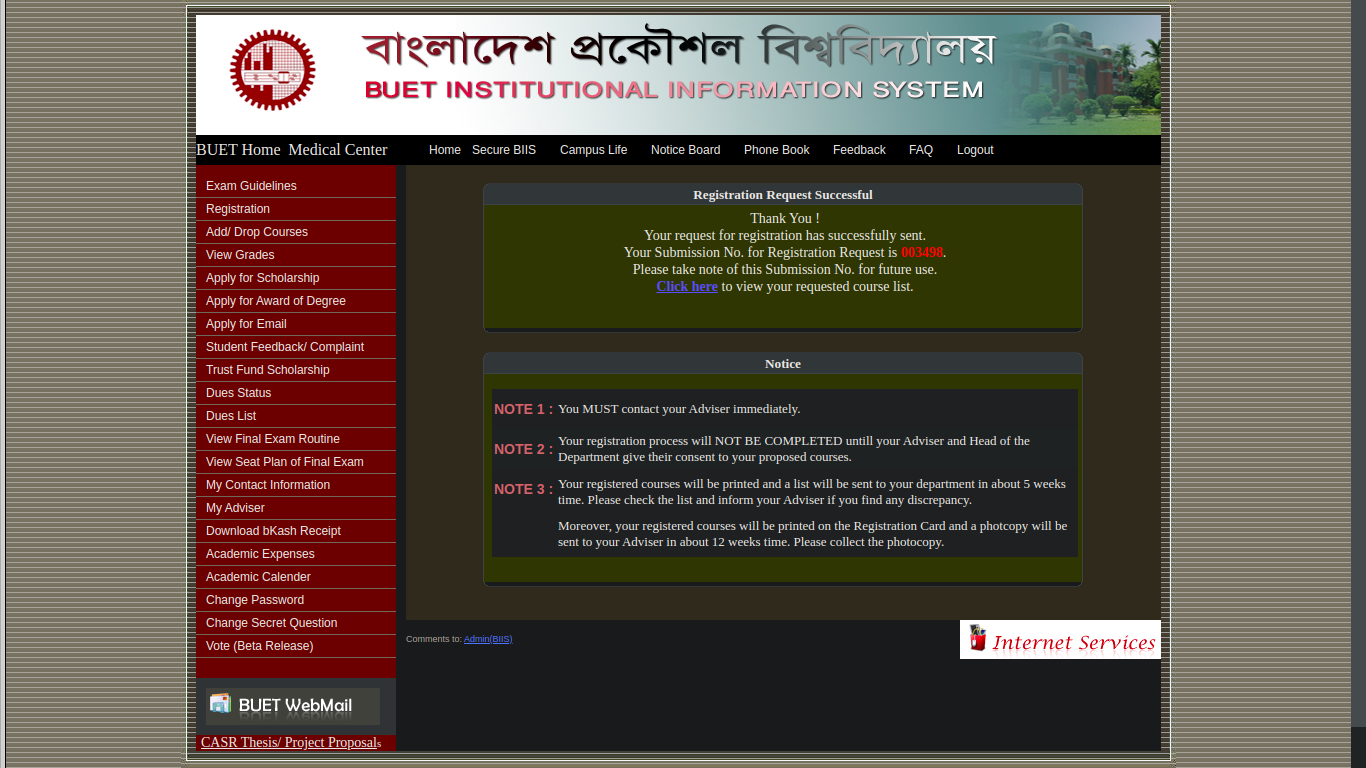 বাংলাদেশ প্রকৌশল বিশ্ববিদ্যালয়
BUET INSTITUTIONAL INFORMATION SYSTEM
BUET Home Medical Center Home Secure BIIS Campus Life Notice Board Phone Book Feedback FAQ Logout
Exam Guidelines
Registration
Add/ Drop Courses
View Grades
Apply for Scholarship
Apply for Award of Degree
Apply for Email
Student Feedback/ Complaint
Trust Fund Scholarship
Dues Status
Dues List
View Final Exam Routine
View Seat Plan of Final Exam
My Contact Information
My Adviser
Download bKash Receipt
Academic Expenses
Academic Calender
Change Password
Change Secret Question
Vote (Beta Release)
BUET WebMail
CASR Thesis/ Project Proposals
Registration Request Successful
Thank You !
Your request for registration has successfully sent.
Your Submission No. for Registration Request is 003498.
Please take note of this Submission No. for future use.
Click here to view your requested course list.
Notice
NOTE 1 : You MUST contact your Adviser immediately.
NOTE 2 : Your registration process will NOT BE COMPLETED untill your Adviser and Head of the
Department give their consent to your proposed courses.
NOTE 3 : Your registered courses will be printed and a list will be sent to your department in about 5 weeks
time. Please check the list and inform your Adviser if you find any discrepancy.
Moreover, your registered courses will be printed on the Registration Card and a photcopy will be
sent to your Adviser in about 12 weeks time. Please collect the photocopy.
Comments to: Admin(BIIS)
Internet Services